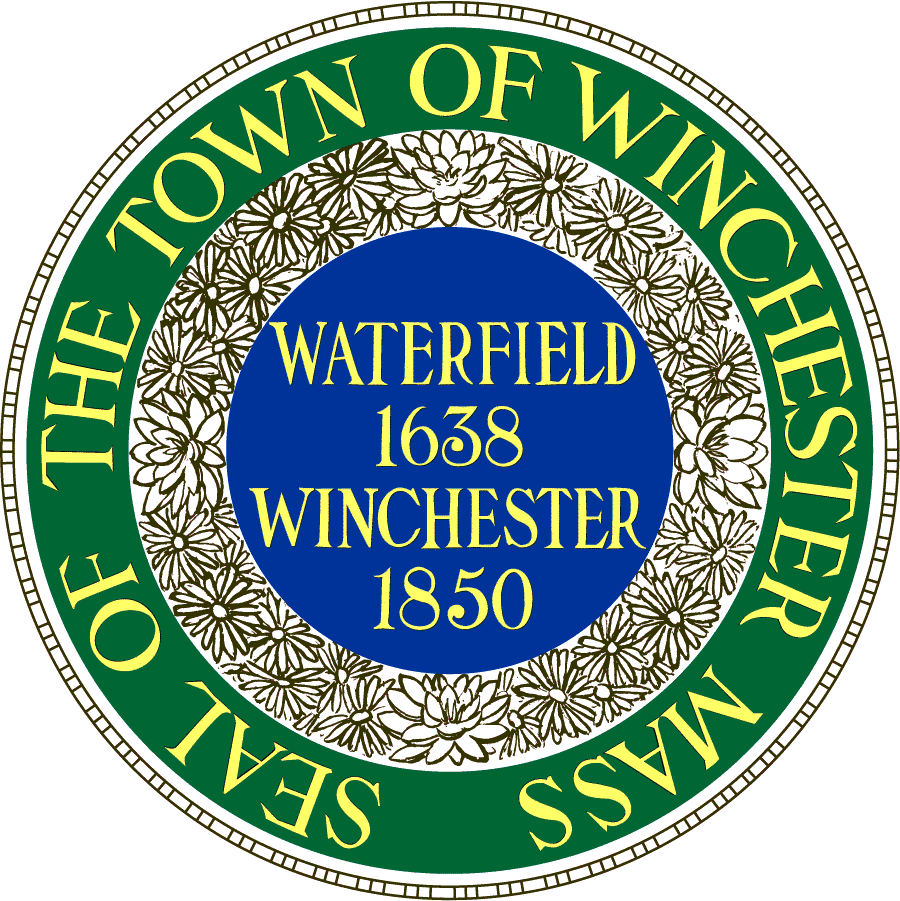 SEAL OF THE TOWN OF WINCHESTER MASS
WATERFIELD
1638
WINCHESTER
1850